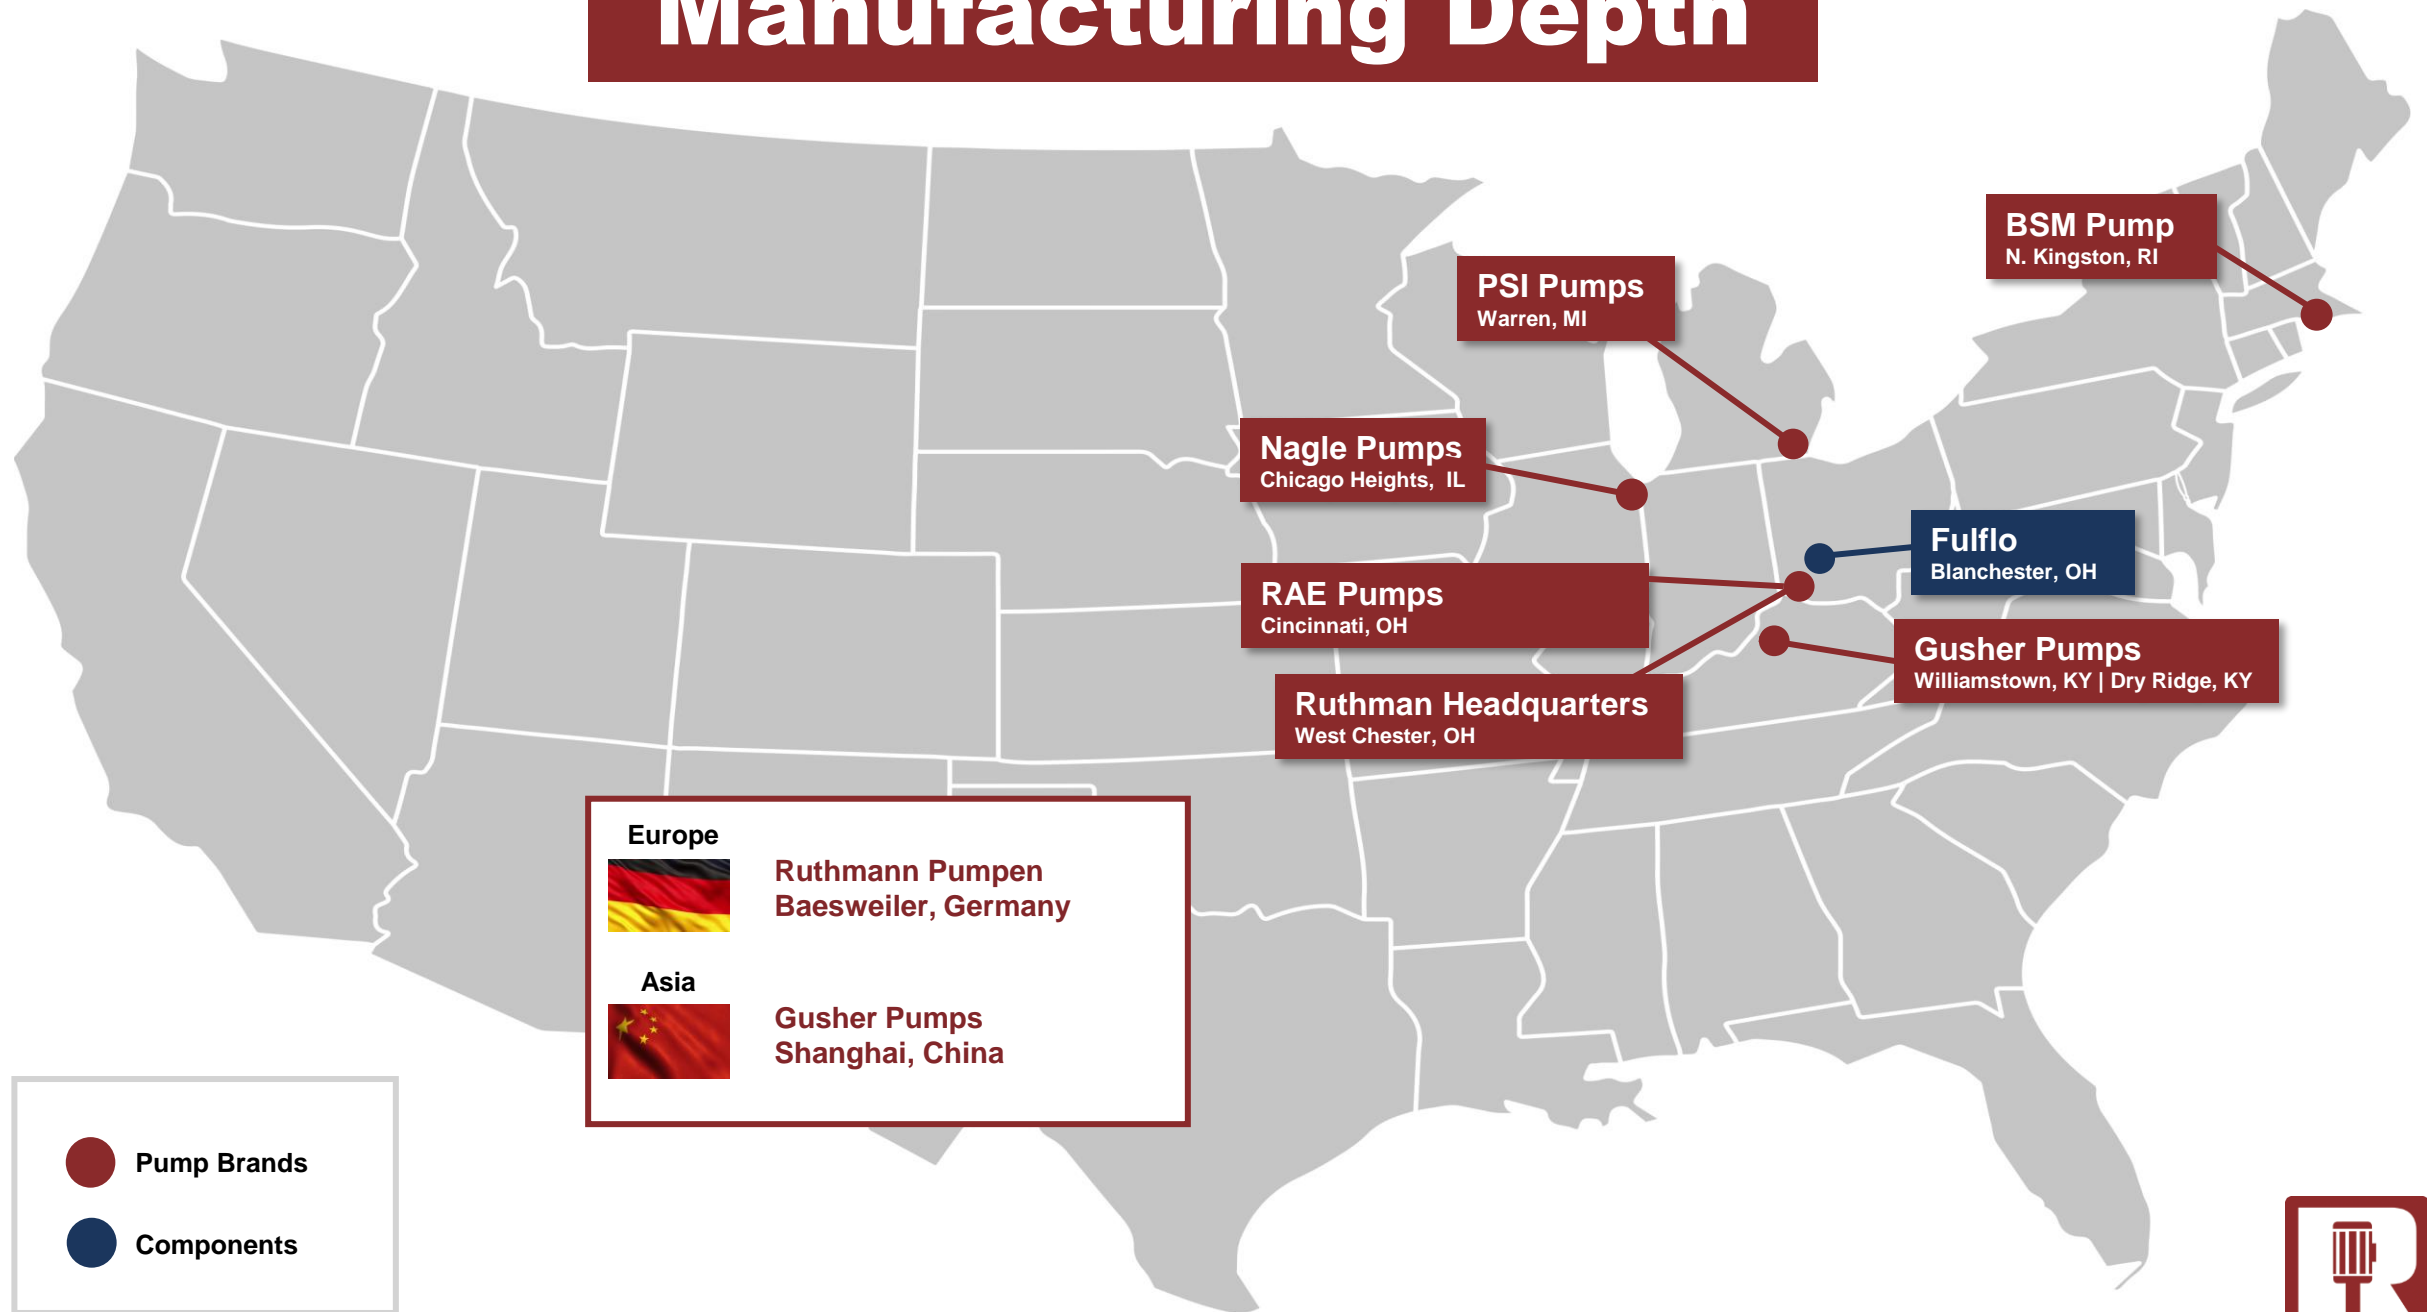 Manufacturing Depth
BSM Pump
N. Kingston, RI
PSI Pumps
Warren, MI
Nagle Pumps
Chicago Heights, IL
Fulflo
Blanchester, OH
RAE Pumps
Cincinnati, OH
Gusher Pumps
Williamstown, KY | Dry Ridge, KY
Ruthman Headquarters
West Chester, OH
Europe
Ruthmann Pumpen
Baesweiler, Germany
Asia
Gusher Pumps
Shanghai, China
Pump Brands
Components